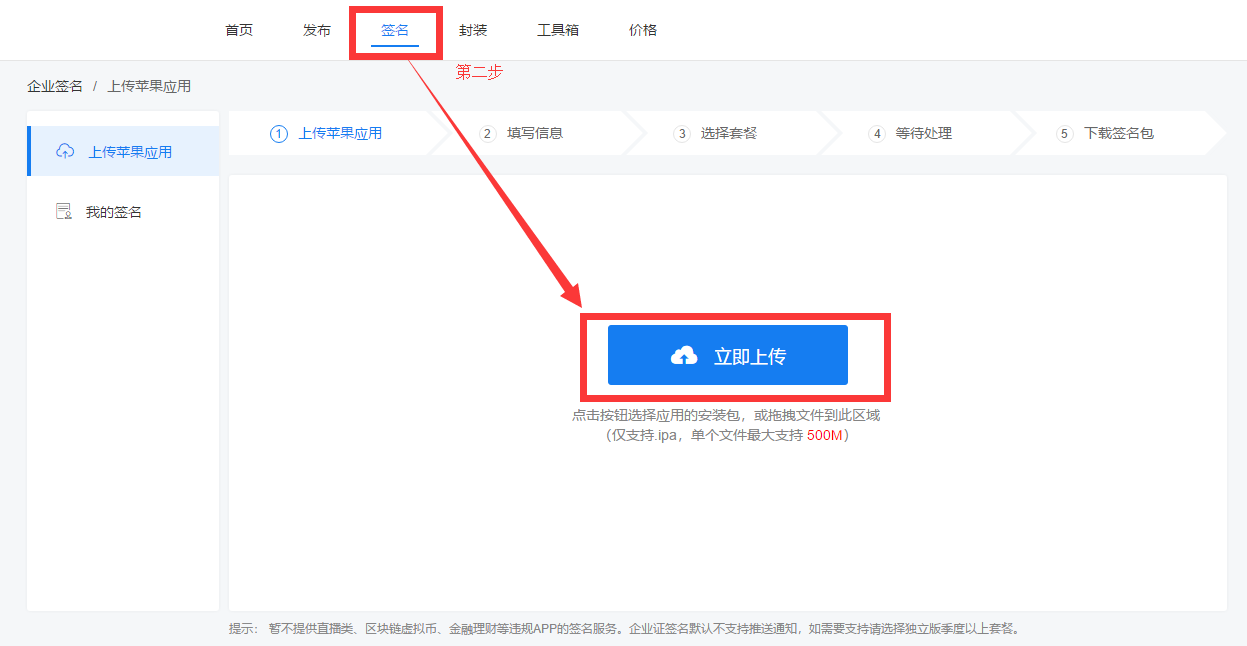 首页 发布 签名 封装 工具箱 价格
第二步
企业签名 / 上传苹果应用
1 上传苹果应用 2 填写信息 3 选择套餐 4 等待处理 5 下载签名包
上传苹果应用
我的签名
立即上传
点击按钮选择应用的安装包，或拖拽文件到此区域
（仅支持.ipa，单个文件最大支持 500M）
提示： 暂不提供直播类、区块链虚拟币、金融理财等违规APP的签名服务。企业证签名默认不支持推送通知，如需要支持请选择独立版季度以上套餐。